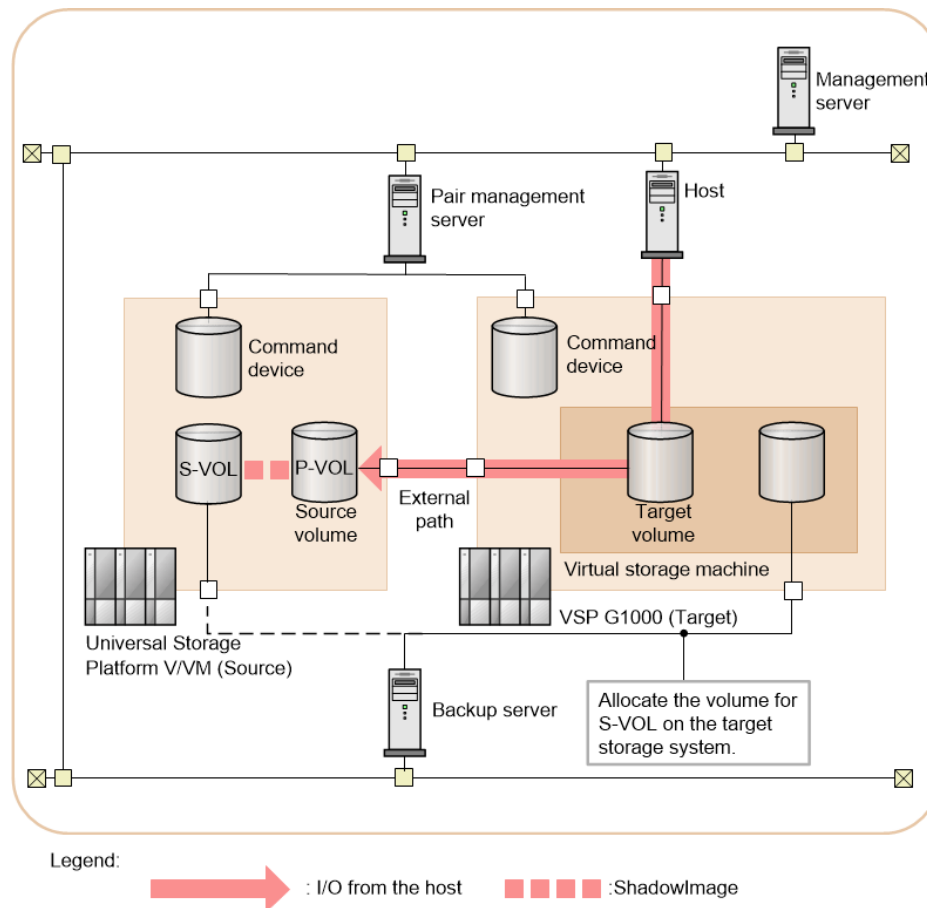 Management
server
Pair management
server
Host
Command
device
Command
device
S-VOL
P-VOL
Source
volume
External
path
Target
volume
Virtual storage machine
VSP G1000 (Target)
Universal Storage
Platform V/VM (Source)
Backup server
Allocate the volume for
S-VOL on the target
storage system.
Legend:
: I/O from the host
:ShadowImage